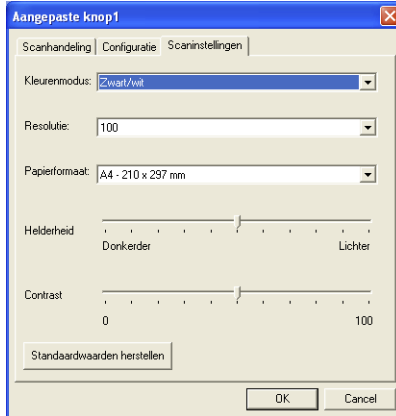 Aangepaste knop1
Scanhandeling Configuratie Scaninstellingen
Kleurenmodus: Zwart/wit
Resolutie: 100
Papierformaat: A4 - 210 x 297 mm
Helderheid
Donkerder Lichter
Contrast
0 100
Standaardwaarden herstellen
OK Cancel